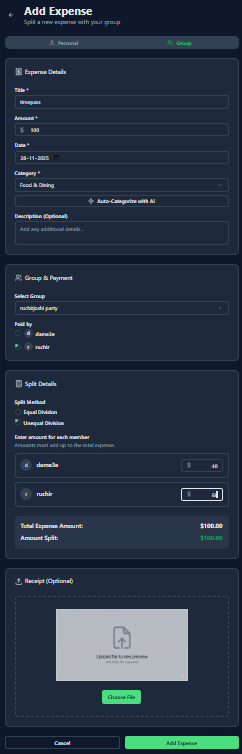 Add Expense
Split a new expense with your group
Personal
Group
Expense Details
Title *
timepass
Amount *
$ 100
Date *
28-11-2025
Category *
Food & Dining
Auto-Categorize with AI
Description (Optional)
Add any additional details...
Group & Payment
Select Group
ruchirjoshi party
Paid by
d dame3e
r ruchir
Split Details
Split Method
Equal Division
Unequal Division
Enter amount for each member
Amounts must add up to the total expense.
d dame3e $ 40
r ruchir $
Total Expense Amount: $100.00
Amount Split: $100.00
Receipt (Optional)
Upload file to see preview
Choose File
Cancel
Add Expense